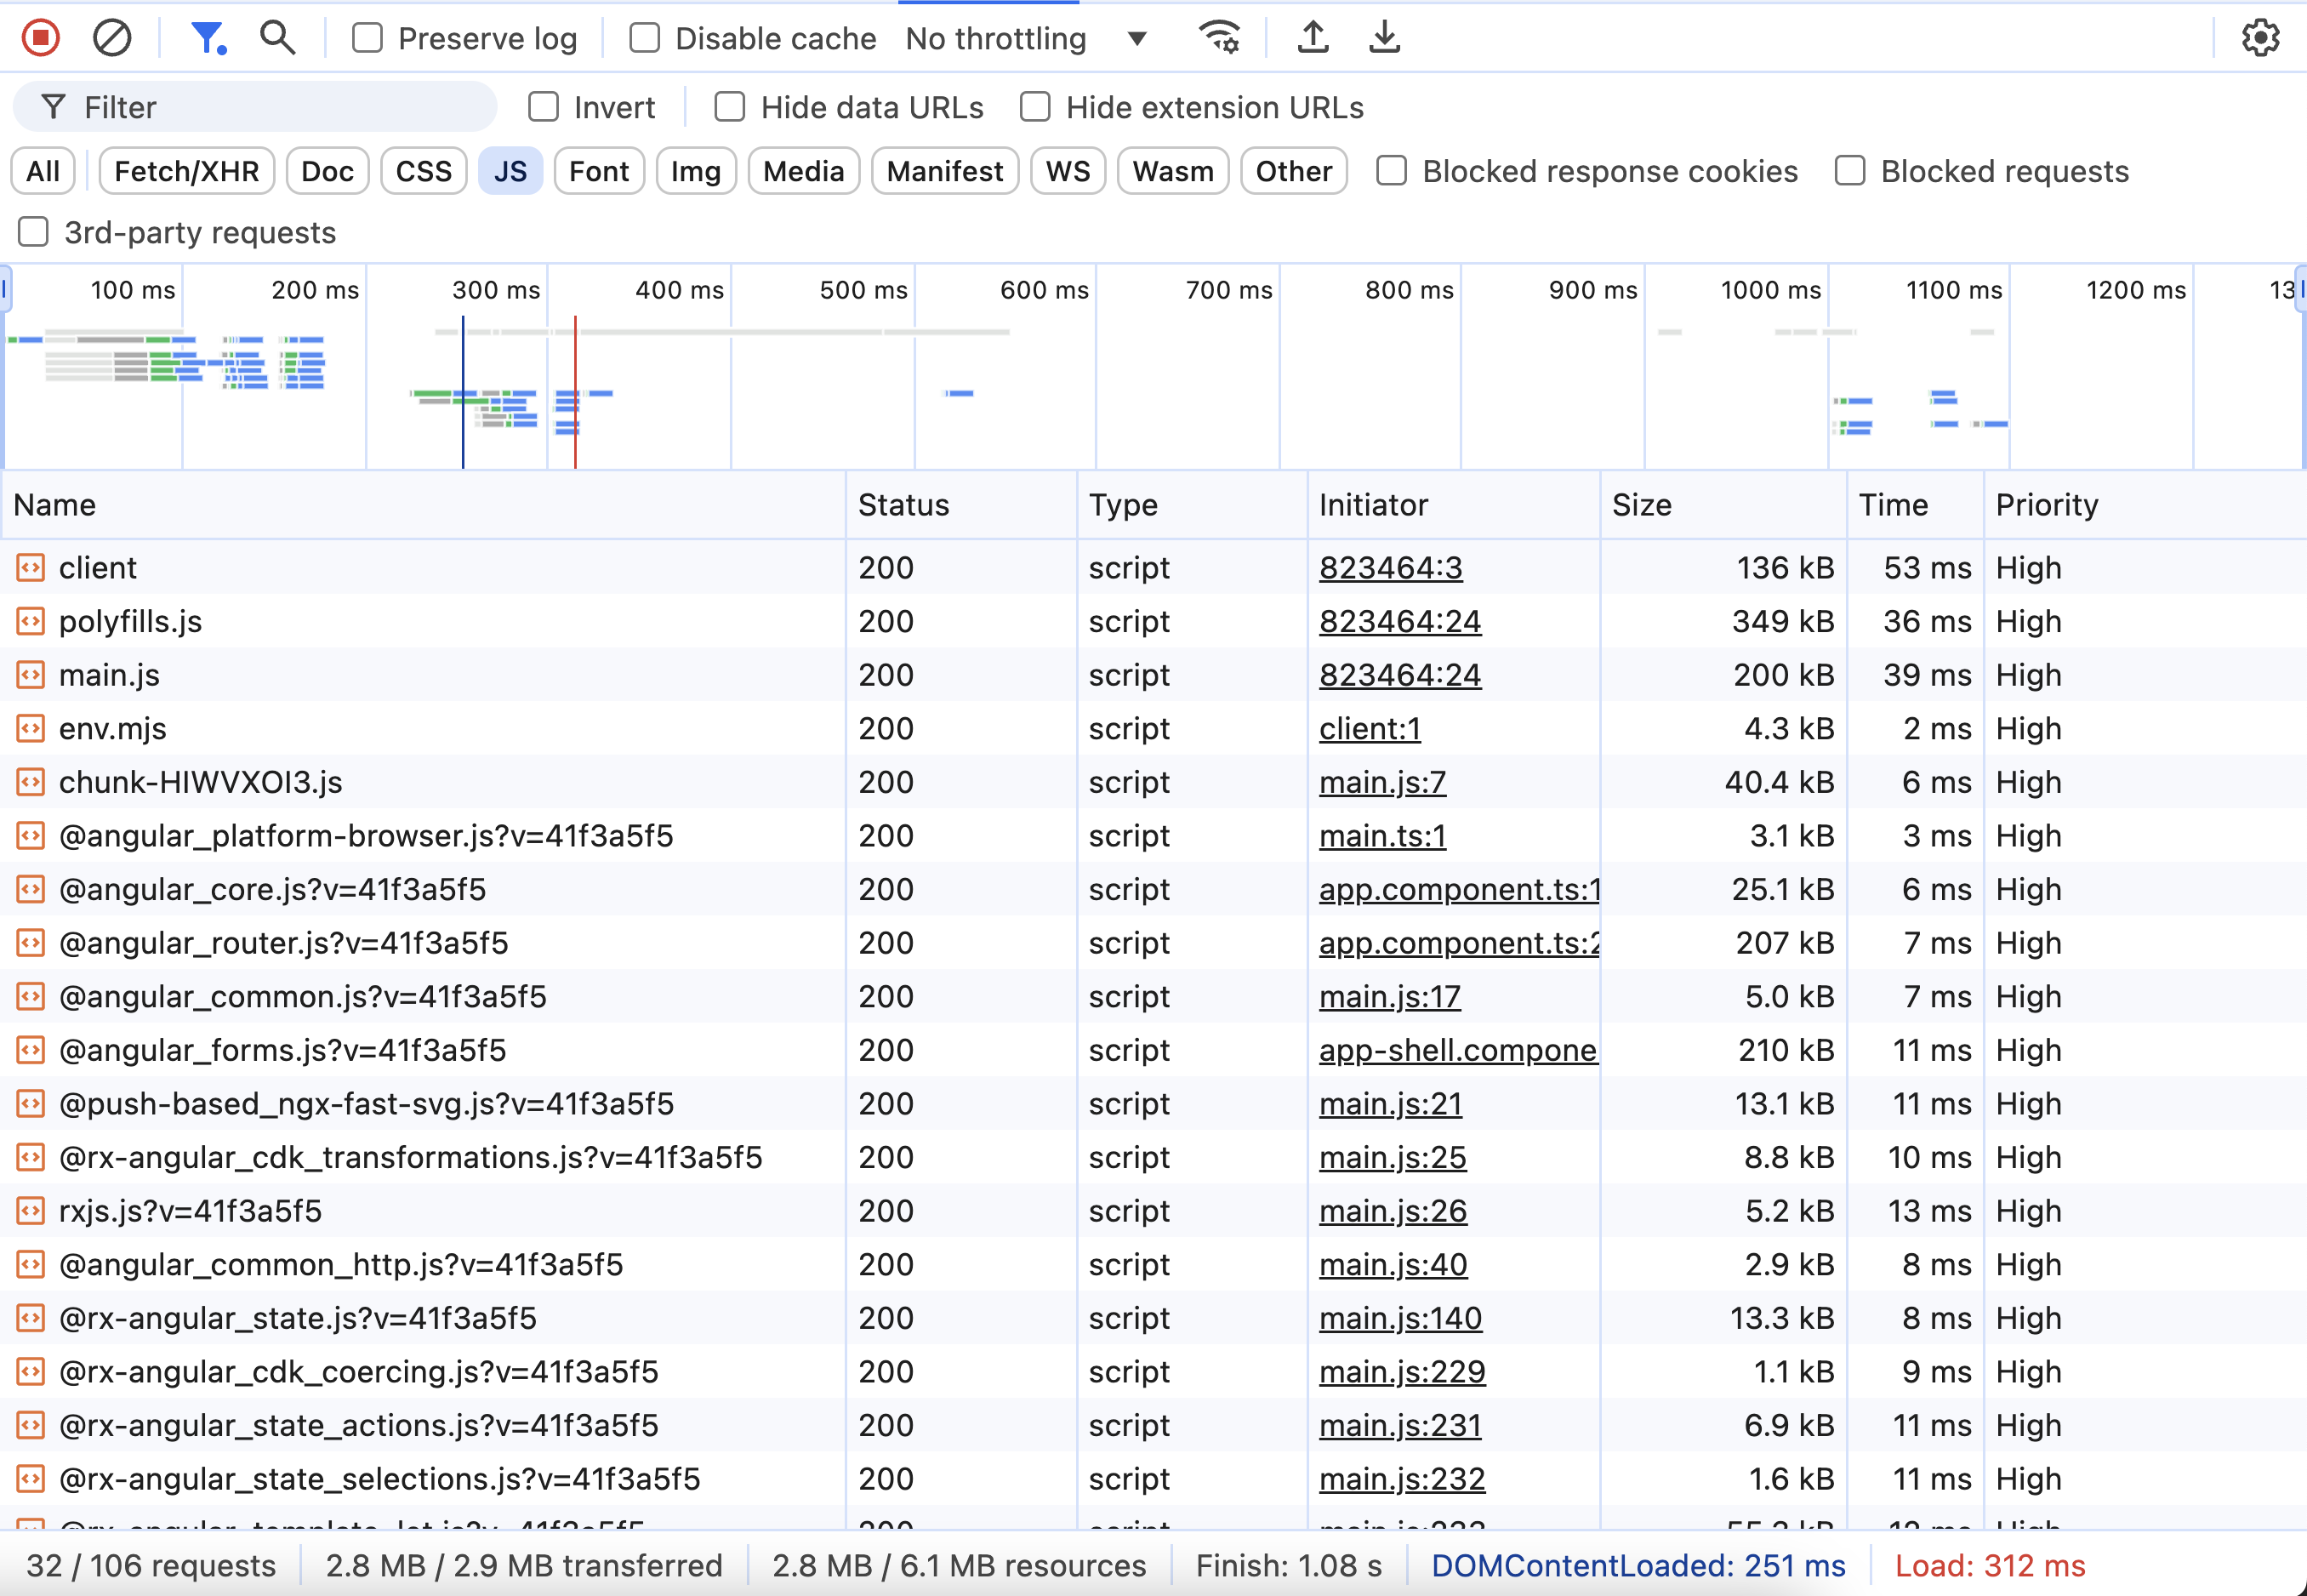 Preserve log Disable cache No throttling
Filter Invert Hide data URLs Hide extension URLs
All Fetch/XHR Doc CSS JS Font Img Media Manifest WS Wasm Other Blocked response cookies Blocked requests
3rd-party requests
100 ms 200 ms 300 ms 400 ms 500 ms 600 ms 700 ms 800 ms 900 ms 1000 ms 1100 ms 1200 ms 13
Name Status Type Initiator Size Time Priority
client 200 script 823464:3 136 kB 53 ms High
polyfills.js 200 script 823464:24 349 kB 36 ms High
main.js 200 script 823464:24 200 kB 39 ms High
env.mjs 200 script client:1 4.3 kB 2 ms High
chunk-HIWVXOI3.js 200 script main.js:7 40.4 kB 6 ms High
@angular_platform-browser.js?v=41f3a5f5 200 script main.ts:1 3.1 kB 3 ms High
@angular_core.js?v=41f3a5f5 200 script app.component.ts:1 25.1 kB 6 ms High
@angular_router.js?v=41f3a5f5 200 script app.component.ts:2 207 kB 7 ms High
@angular_common.js?v=41f3a5f5 200 script main.js:17 5.0 kB 7 ms High
@angular_forms.js?v=41f3a5f5 200 script app-shell.compone 210 kB 11 ms High
@push-based_ngx-fast-svg.js?v=41f3a5f5 200 script main.js:21 13.1 kB 11 ms High
@rx-angular_cdk_transformations.js?v=41f3a5f5 200 script main.js:25 8.8 kB 10 ms High
rxjs.js?v=41f3a5f5 200 script main.js:26 5.2 kB 13 ms High
@angular_common_http.js?v=41f3a5f5 200 script main.js:40 2.9 kB 8 ms High
@rx-angular_state.js?v=41f3a5f5 200 script main.js:140 13.3 kB 8 ms High
@rx-angular_cdk_coercing.js?v=41f3a5f5 200 script main.js:229 1.1 kB 9 ms High
@rx-angular_state_actions.js?v=41f3a5f5 200 script main.js:231 6.9 kB 11 ms High
@rx-angular_state_selections.js?v=41f3a5f5 200 script main.js:232 1.6 kB 11 ms High
32 / 106 requests 2.8 MB / 2.9 MB transferred 2.8 MB / 6.1 MB resources Finish: 1.08 s DOMContentLoaded: 251 ms Load: 312 ms